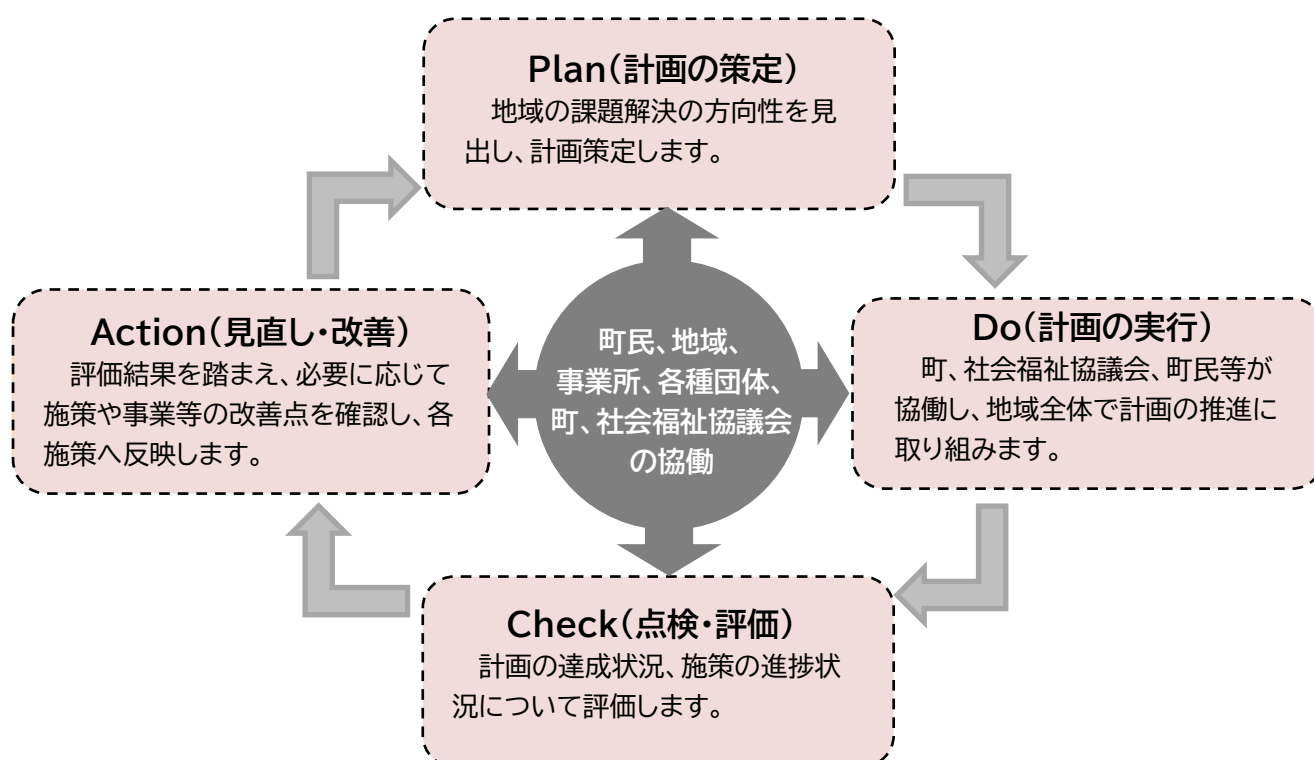 Plan(計画の策定)
地域の課題解決の方向性を見
出し、計画策定します。
Action(見直し・改善)
評価結果を踏まえ、必要に応じて
施策や事業等の改善点を確認し、各
施策へ反映します。
町民、地域、
事業所、各種団体、
町、社会福祉協議会
の協働
Do(計画の実行)
町、社会福祉協議会、町民等が
協働し、地域全体で計画の推進に
取り組みます。
Check(点検・評価)
計画の達成状況、施策の進捗状
況について評価します。